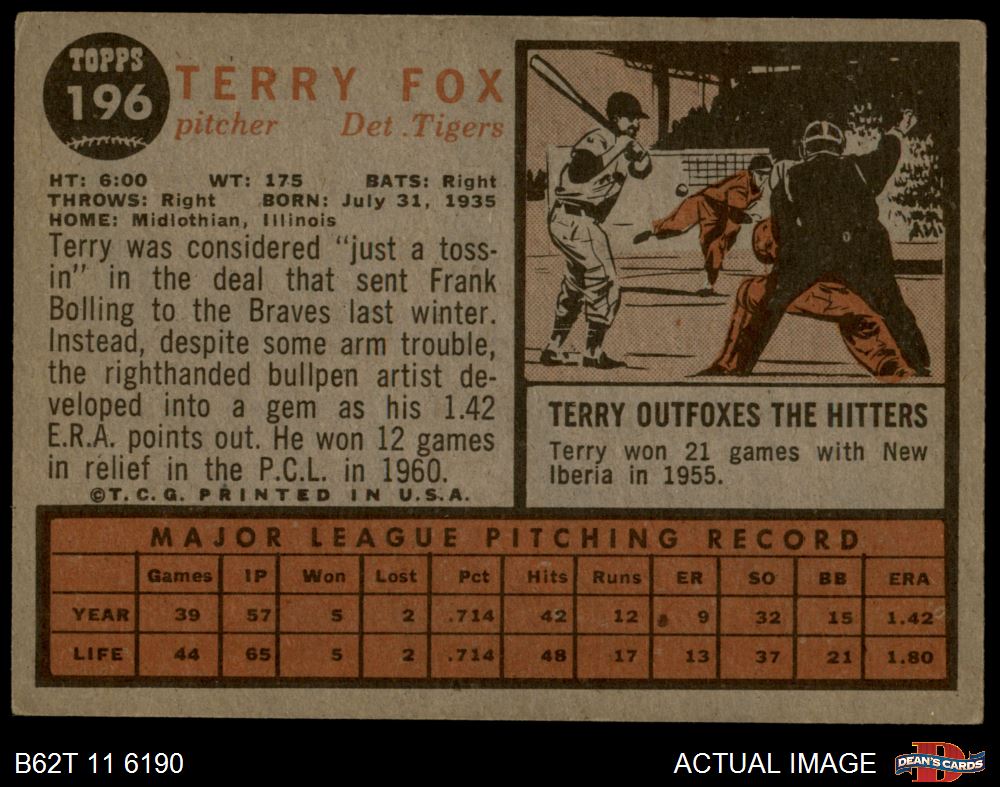 TOPPS
196
TERRY FOX
pitcher Det. Tigers
HT: 6:00 WT: 175 BATS: Right
THROWS: Right BORN: July 31, 1935
HOME: Midlothian, Illinois
Terry was considered "just a toss-
in" in the deal that sent Frank
Bolling to the Braves last winter.
Instead, despite some arm trouble,
the righthanded bullpen artist de-
veloped into a gem as his 1.42
E.R.A. points out. He won 12 games
in relief in the P.C.L. in 1960.
©T.C.G. PRINTED IN U.S.A.
TERRY OUTFOXES THE HITTERS
Terry won 21 games with New
Iberia in 1955.
MAJOR LEAGUE PITCHING RECORD
Games IP Won Lost Pct Hits Runs ER SO BB ERA
YEAR 39 57 5 2 .714 42 12 9 32 15 1.42
LIFE 44 65 5 2 .714 48 17 13 37 21 1.80
B62T 11 6190
ACTUAL IMAGE
DEAN'S CARDS